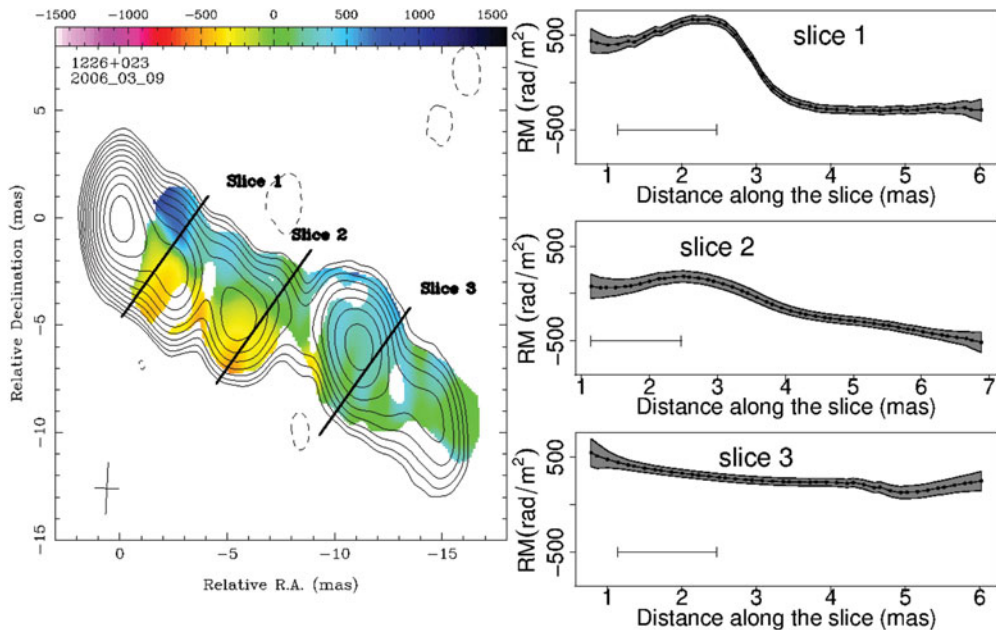 -1500 -1000 -500 0 500 1000 1500
1226+023
2006_03_09
Slice 1
Slice 2
Slice 3
5
0
-5
-10
-15
Relative Declination (mas)
0 -5 -10 -15
Relative R.A. (mas)
slice 1
500
-500
RM (rad/m²)
1 2 3 4 5 6
Distance along the slice (mas)
slice 2
500
-500
RM (rad/m²)
1 2 3 4 5 6 7
Distance along the slice (mas)
slice 3
500
-500
RM(rad/m²)
1 2 3 4 5 6
Distance along the slice (mas)